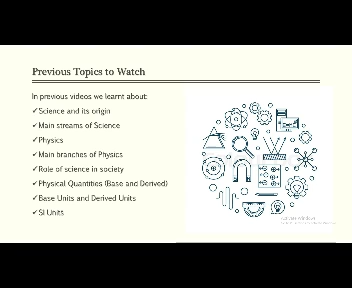 Previous Topics to Watch
In previous videos we learnt about:
✓Science and its origin
✓Main streams of Science
✓Physics
✓Main branches of Physics
✓Role of science in society
✓Physical Quantities (Base and Derived)
✓Base Units and Derived Units
✓SI Units
Activate Windows